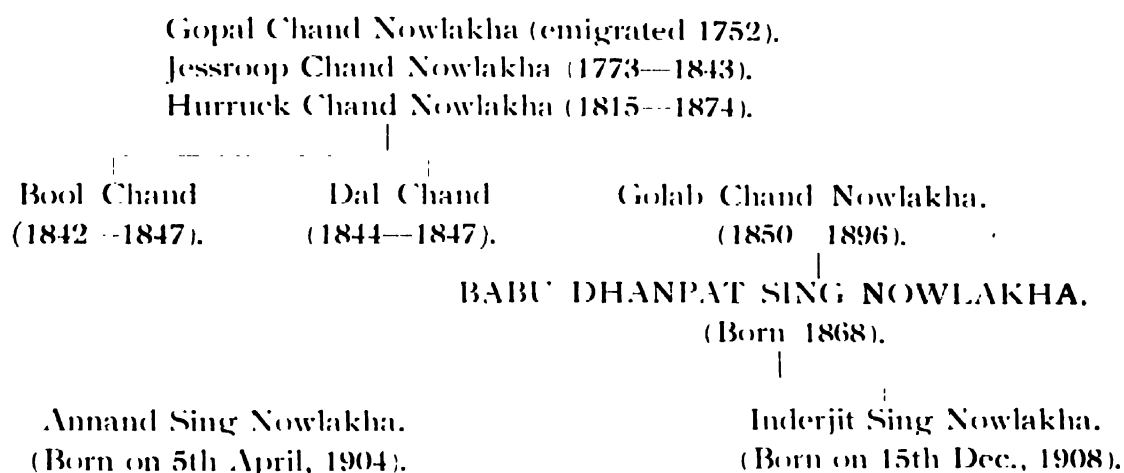 Gopal Chand Nowlakha (emigrated 1752).
Jessroop Chand Nowlakha (1773—1843).
Hurruck Chand Nowlakha (1815—1874).
Bool Chand Dal Chand Golab Chand Nowlakha.
(1842—1847). (1844—1847). (1850 1896).
BABU DHANPAT SING NOWLAKHA.
(Born 1868).
Annand Sing Nowlakha. Inderjit Sing Nowlakha.
(Born on 5th April, 1904). (Born on 15th Dec., 1908).